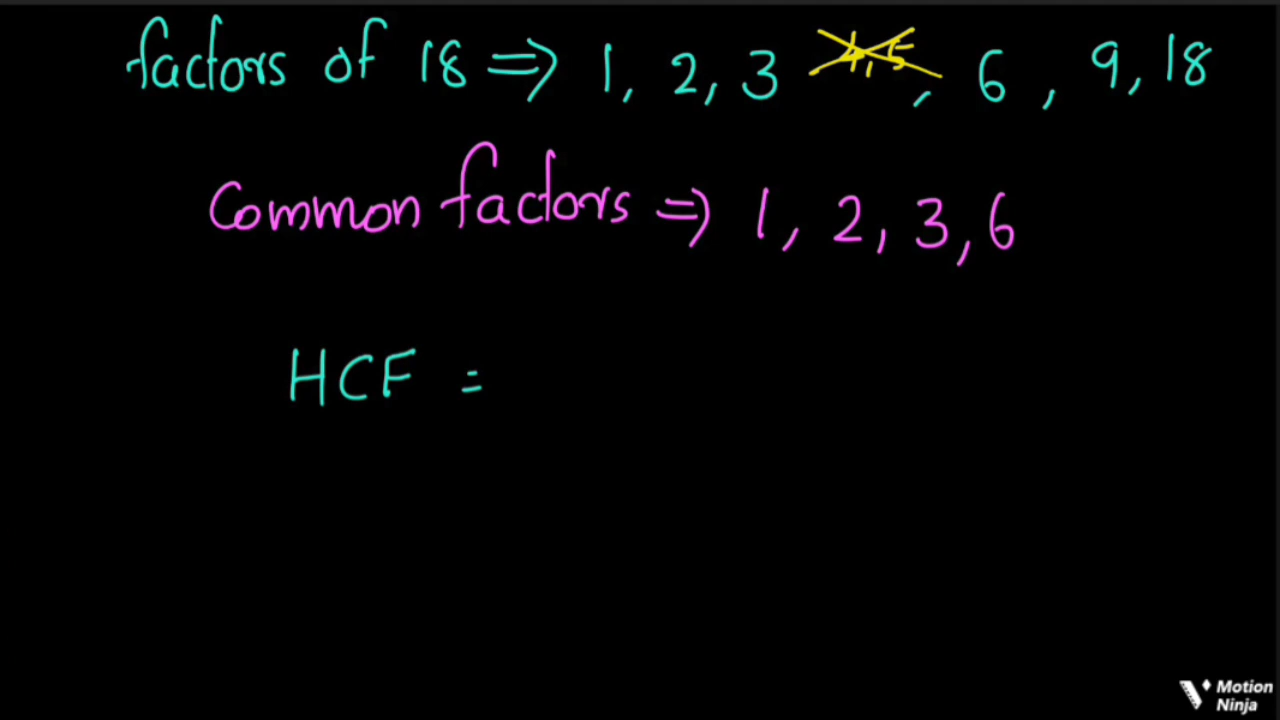 factors of 18 ⇒ 1, 2, 3 4, 5, 6, 9, 18
Common factors ⇒ 1, 2, 3, 6
HCF =
Motion
Ninja